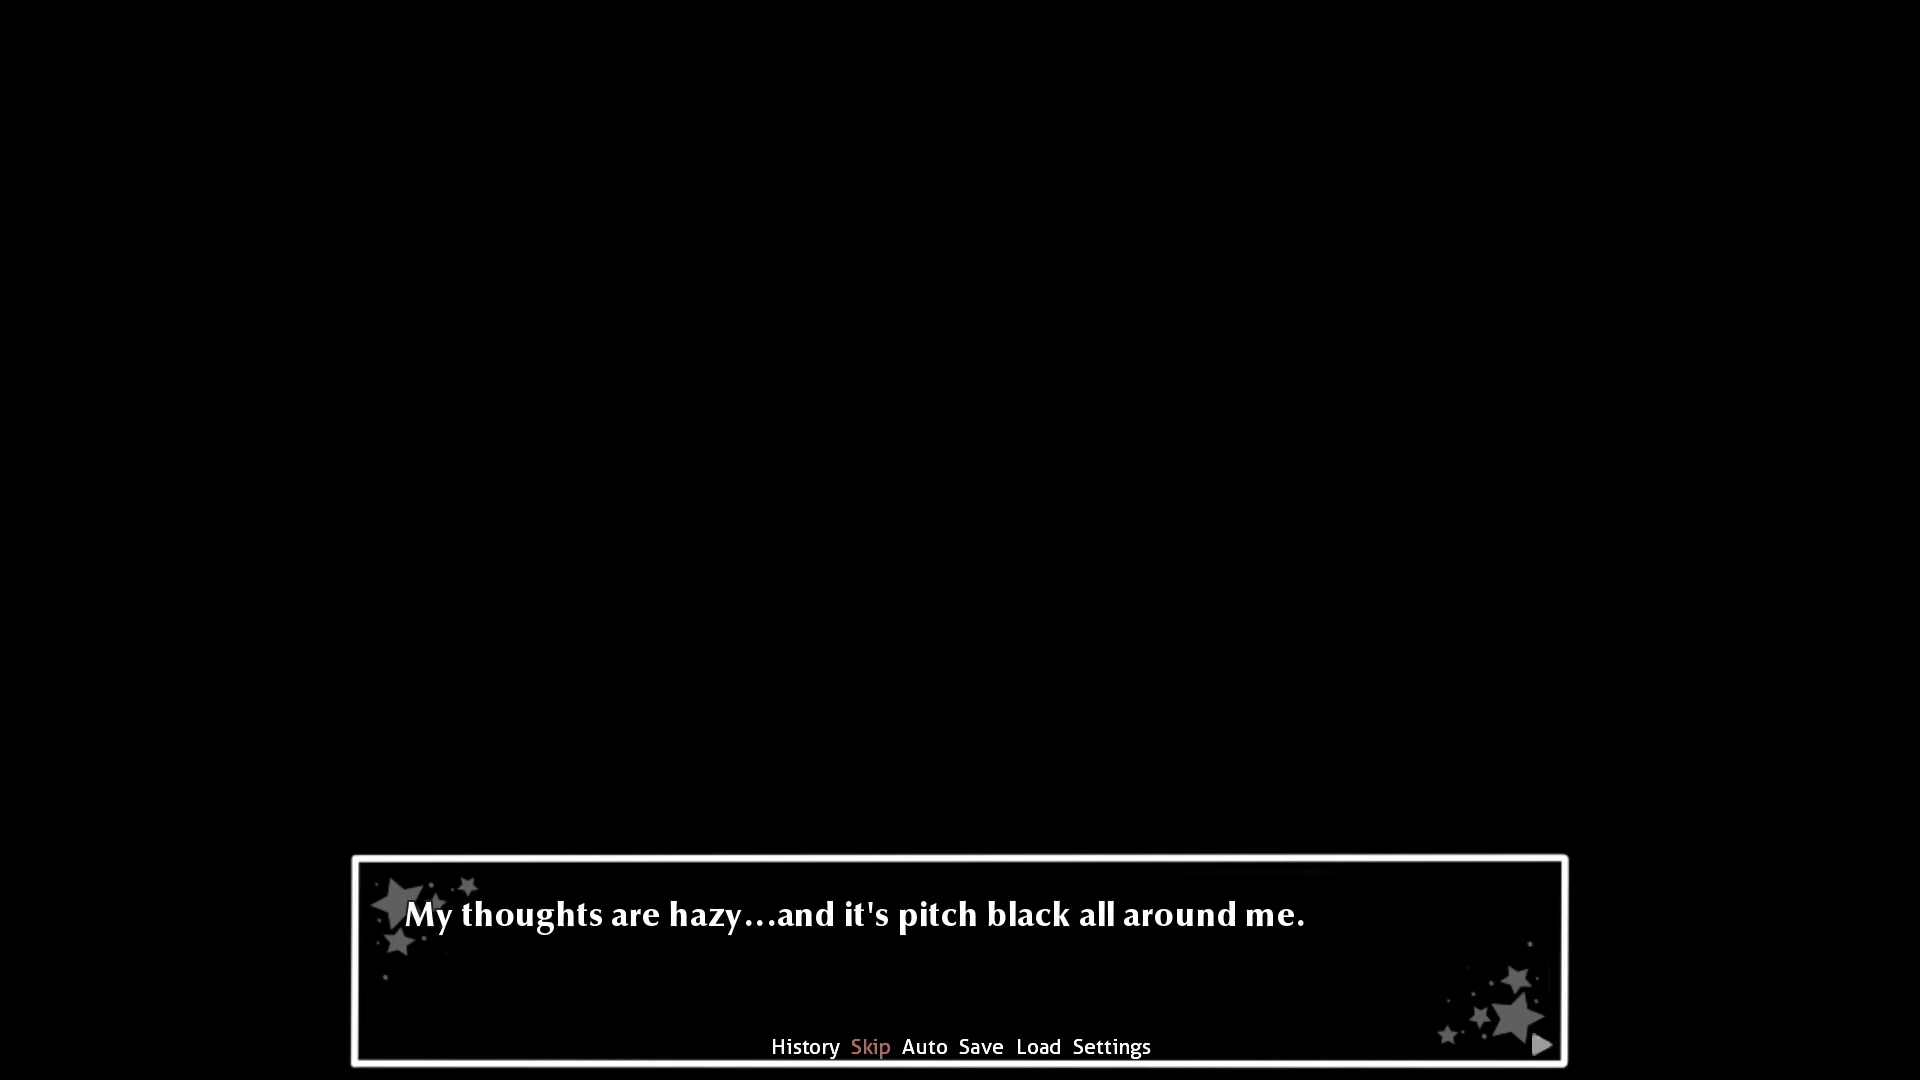 My thoughts are hazy...and it's pitch black all around me.
History Skip Auto Save Load Settings